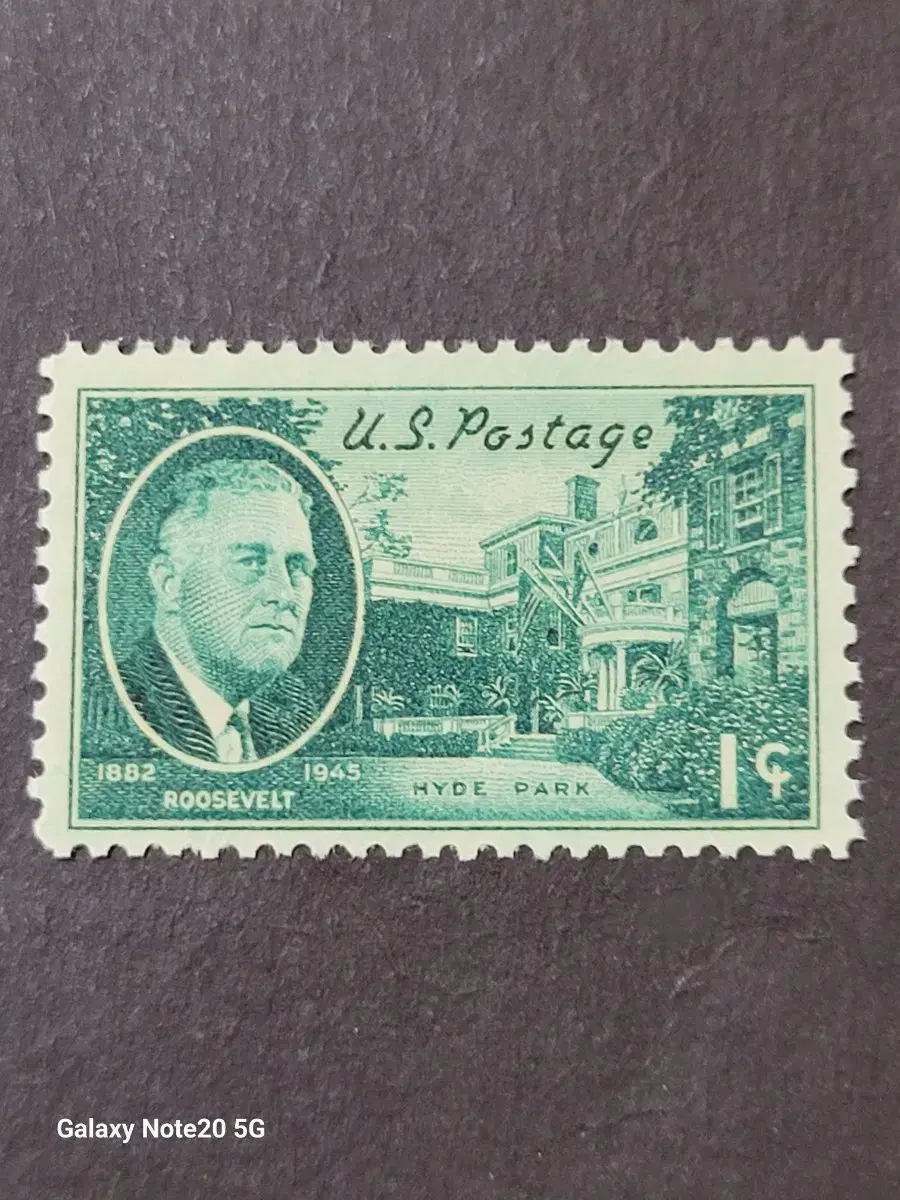 U.S. Postage
1882 1945
ROOSEVELT
HYDE PARK
1¢
Galaxy Note20 5G